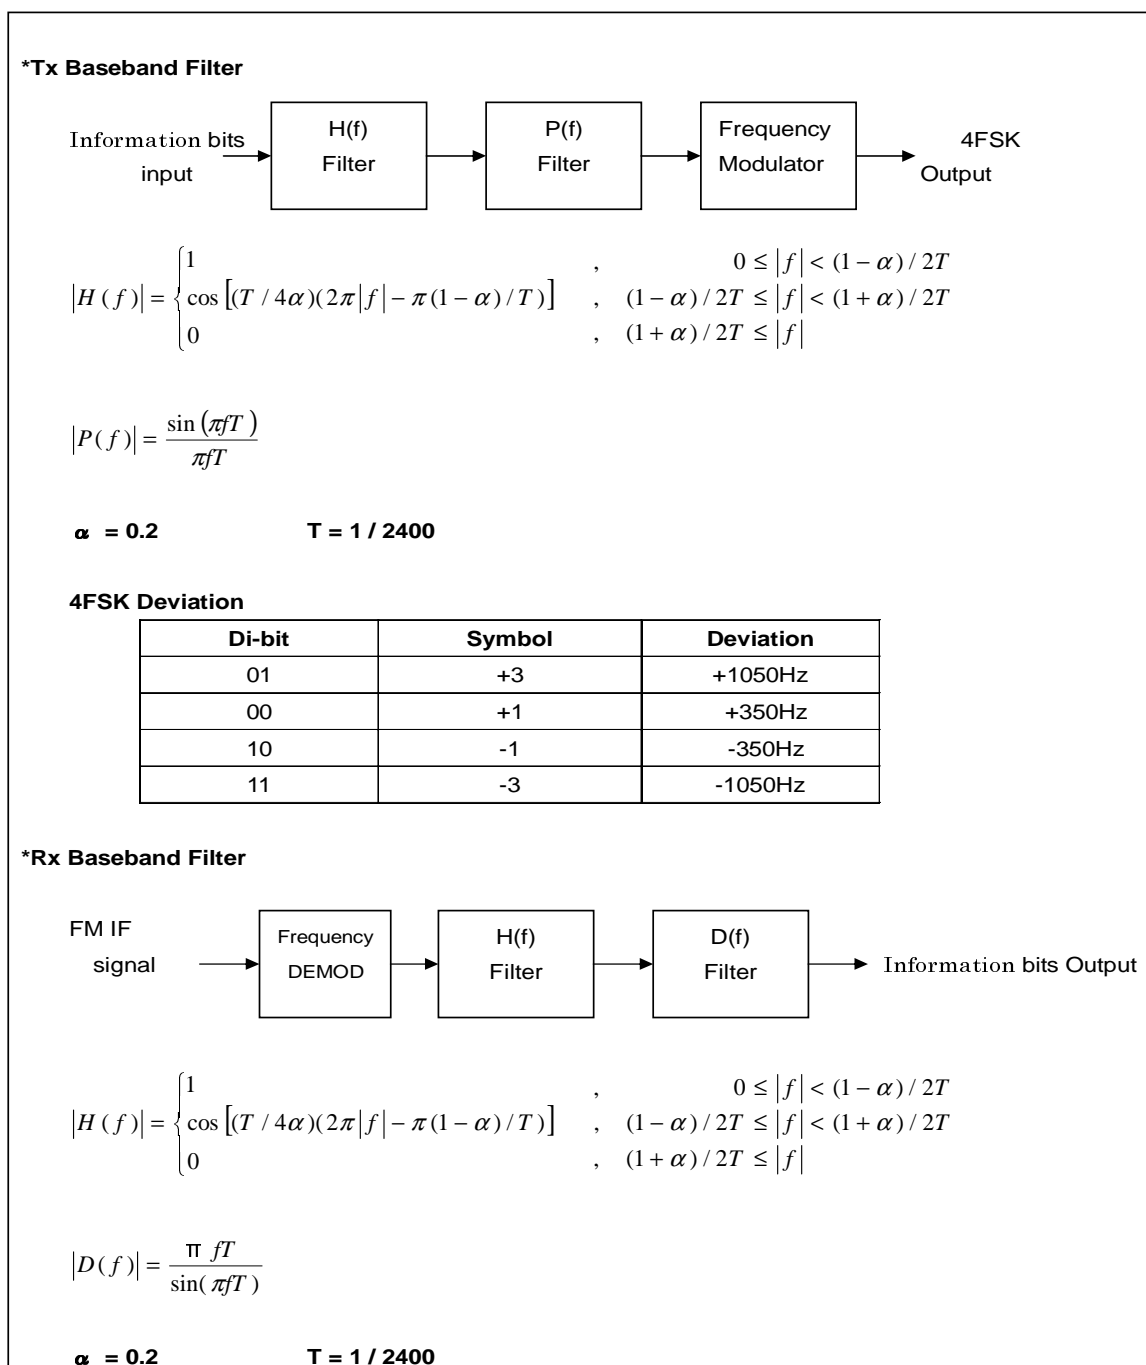 *Tx Baseband Filter
Information bits input
H(f) Filter
P(f) Filter
Frequency Modulator
4FSK Output
|H(f)| = {1 , 0 ≤ |f| < (1 − α) / 2T
cos [(T / 4α)(2π|f| − π(1 − α) / T)] , (1 − α) / 2T ≤ |f| < (1 + α) / 2T
0 , (1 + α) / 2T ≤ |f|
|P(f)| = sin (πfT) / πfT
α = 0.2 T = 1 / 2400
4FSK Deviation
Di-bit Symbol Deviation
01 +3 +1050Hz
00 +1 +350Hz
10 -1 -350Hz
11 -3 -1050Hz
*Rx Baseband Filter
FM IF signal
Frequency DEMOD
H(f) Filter
D(f) Filter
Information bits Output
|H(f)| = {1 , 0 ≤ |f| < (1 − α) / 2T
cos [(T / 4α)(2π|f| − π(1 − α) / T)] , (1 − α) / 2T ≤ |f| < (1 + α) / 2T
0 , (1 + α) / 2T ≤ |f|
|D(f)| = π fT / sin( πfT )
α = 0.2 T = 1 / 2400